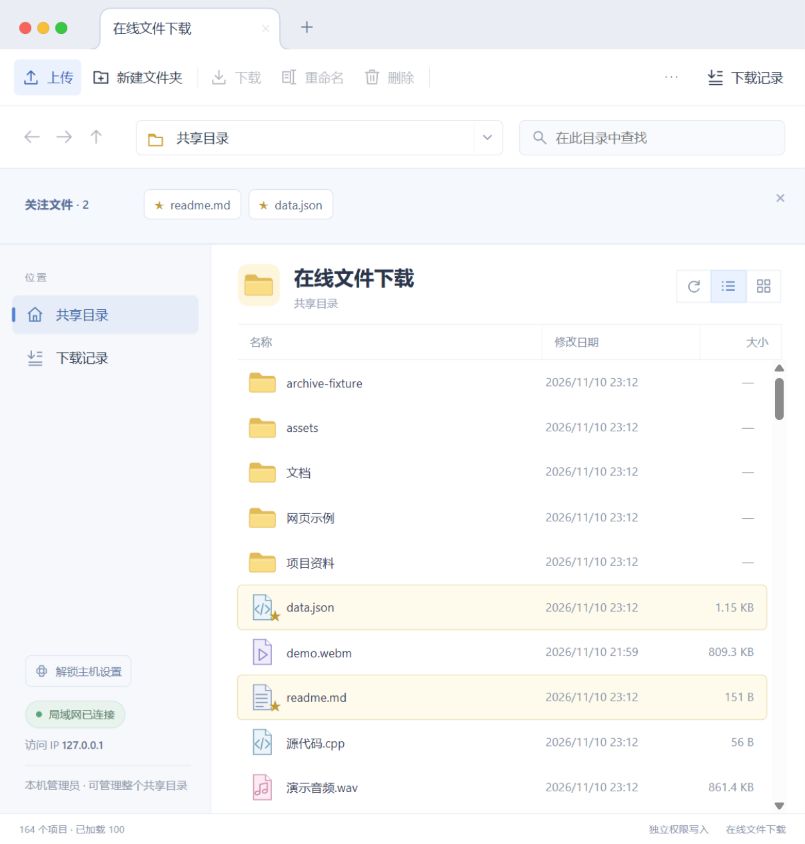 在线文件下载
上传 新建文件夹 下载 重命名 删除 ... 下载记录
共享目录 在此目录中查找
关注文件 · 2 ★ readme.md ★ data.json
位置
共享目录
下载记录
在线文件下载
共享目录
名称 修改日期 大小
archive-fixture 2026/11/10 23:12 —
assets 2026/11/10 23:12 —
文档 2026/11/10 23:12 —
网页示例 2026/11/10 23:12 —
项目资料 2026/11/10 23:12 —
data.json 2026/11/10 23:12 1.15 KB
demo.webm 2026/11/10 21:59 809.3 KB
readme.md 2026/11/10 23:12 151 B
源代码.cpp 2026/11/10 23:12 56 B
演示音频.wav 2026/11/10 23:12 861.4 KB
解锁主机设置
局域网已连接
访问 IP 127.0.0.1
本机管理员 · 可管理整个共享目录
164 个项目 · 已加载 100 独立权限写入 在线文件下载